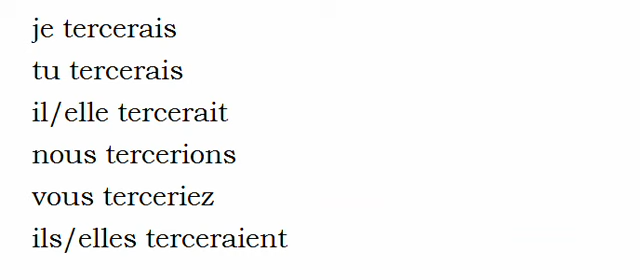 je tercerais
tu tercerais
il/elle tercerait
nous tercerions
vous terceriez
ils/elles terceraient